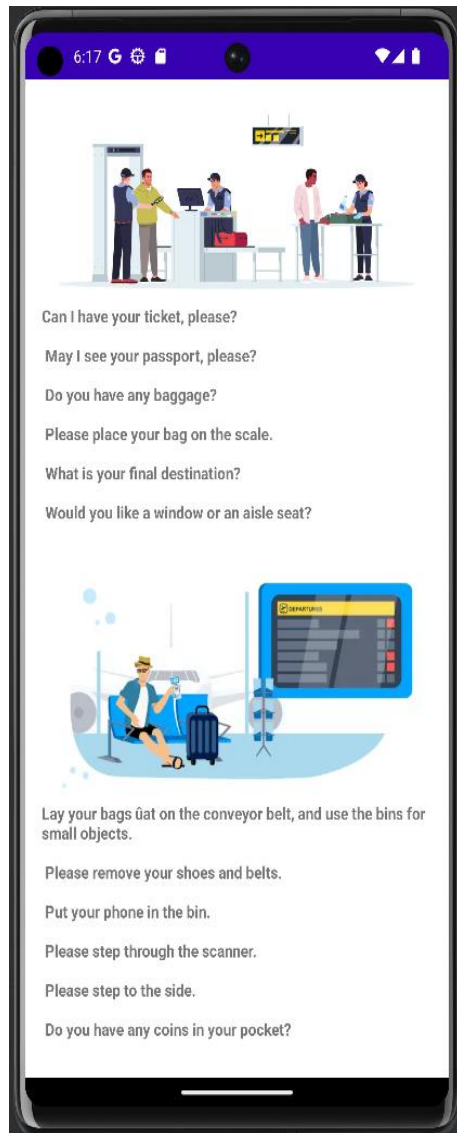 6:17 G
Can I have your ticket, please?
May I see your passport, please?
Do you have any baggage?
Please place your bag on the scale.
What is your final destination?
Would you like a window or an aisle seat?
DEPARTURES
Lay your bags ûat on the conveyor belt, and use the bins for
small objects.
Please remove your shoes and belts.
Put your phone in the bin.
Please step through the scanner.
Please step to the side.
Do you have any coins in your pocket?